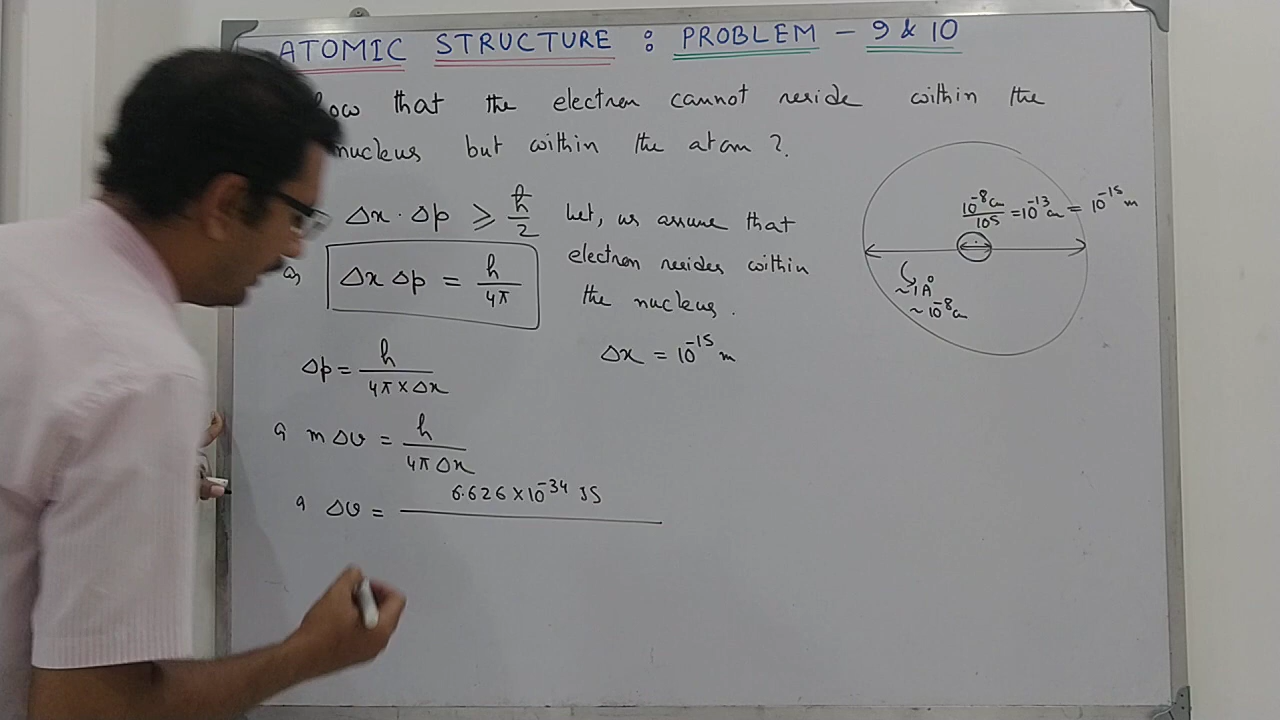 ATOMIC STRUCTURE : PROBLEM – 9 & 10
how that the electron cannot reside within the
nucleus but within the atom ?.
Δx · Δp ⩾ ℏ/2
Let, us assume that
electron resides within
the nucleus.
Δx Δp = h/4π
Δx = 10⁻¹⁵ m
Δp = h/4π × Δx
m Δv = h/4π Δx
Δv = 6.626 × 10⁻³⁴ JS
10⁻⁸ cm/10⁵ = 10⁻¹³ cm = 10⁻¹⁵ m
~1 A°
~10⁻⁸ cm